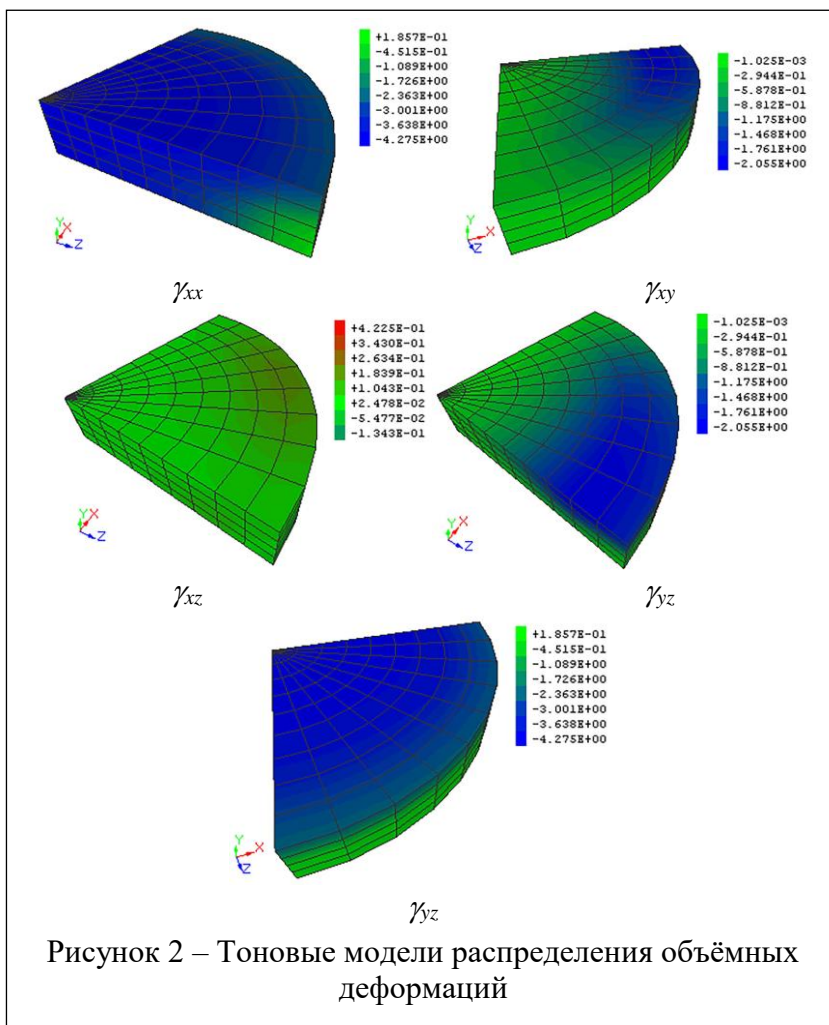 +1.857E-01
-4.515E-01
-1.089E+00
-1.726E+00
-2.363E+00
-3.001E+00
-3.638E+00
-4.275E+00
Y
X
Z
γxx
-1.025E-03
-2.944E-01
-5.878E-01
-8.812E-01
-1.175E+00
-1.468E+00
-1.761E+00
-2.055E+00
Y
X
Z
γxy
+4.225E-01
+3.430E-01
+2.634E-01
+1.839E-01
+1.043E-01
+2.478E-02
-5.477E-02
-1.343E-01
Y
X
Z
γxz
-1.025E-03
-2.944E-01
-5.878E-01
-8.812E-01
-1.175E+00
-1.468E+00
-1.761E+00
-2.055E+00
Y
X
Z
γyz
+1.857E-01
-4.515E-01
-1.089E+00
-1.726E+00
-2.363E+00
-3.001E+00
-3.638E+00
-4.275E+00
Y
X
Z
γyz
Рисунок 2 – Тоновые модели распределения объёмных
деформаций